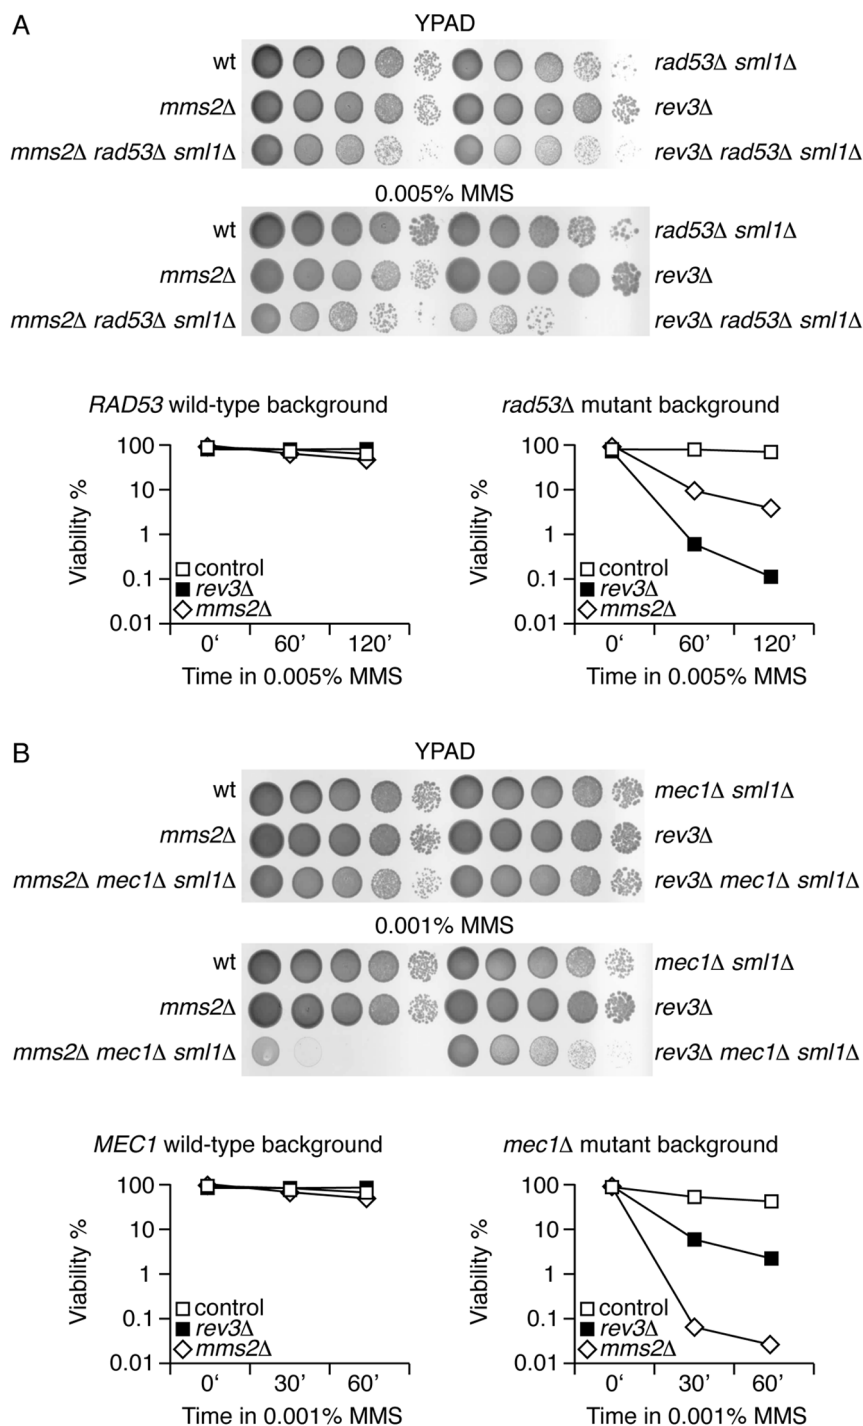 A
YPAD
wt rad53Δ sml1Δ
mms2Δ rev3Δ
mms2Δ rad53Δ sml1Δ rev3Δ rad53Δ sml1Δ
0.005% MMS
wt rad53Δ sml1Δ
mms2Δ rev3Δ
mms2Δ rad53Δ sml1Δ rev3Δ rad53Δ sml1Δ
RAD53 wild-type background
Viability %
100
10
1
0.1
0.01
control
rev3Δ
mms2Δ
0‘ 60’ 120’
Time in 0.005% MMS
rad53Δ mutant background
Viability %
100
10
1
0.1
0.01
control
rev3Δ
mms2Δ
0‘ 60’ 120’
Time in 0.005% MMS
B
YPAD
wt mec1Δ sml1Δ
mms2Δ rev3Δ
mms2Δ mec1Δ sml1Δ rev3Δ mec1Δ sml1Δ
0.001% MMS
wt mec1Δ sml1Δ
mms2Δ rev3Δ
mms2Δ mec1Δ sml1Δ rev3Δ mec1Δ sml1Δ
MEC1 wild-type background
Viability %
100
10
1
0.1
0.01
control
rev3Δ
mms2Δ
0‘ 30’ 60’
Time in 0.001% MMS
mec1Δ mutant background
Viability %
100
10
1
0.1
0.01
control
rev3Δ
mms2Δ
0‘ 30’ 60’
Time in 0.001% MMS